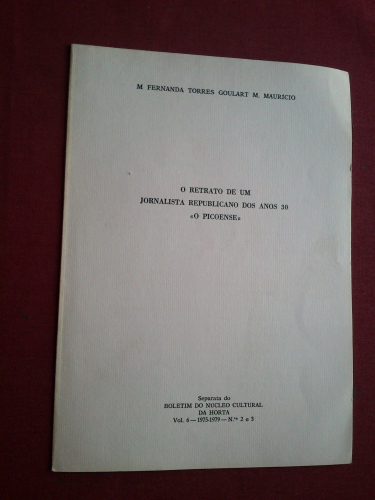 M FERNANDA TORRES GOULART M. MAURICIO
O RETRATO DE UM
JORNALISTA REPUBLICANO DOS ANOS 30
«O PICOENSE»
Separata do
BOLETIM DO NÚCLEO CULTURAL
DA HORTA
Vol. 6 — 1975-1979 — N.os 2 e 3